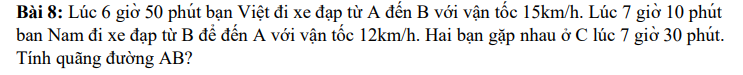 Bài 8: Lúc 6 giờ 50 phút bạn Việt đi xe đạp từ A đến B với vận tốc 15km/h. Lúc 7 giờ 10 phút
ban Nam đi xe đạp từ B để đến A với vận tốc 12km/h. Hai bạn gặp nhau ở C lúc 7 giờ 30 phút.
Tính quãng đường AB?